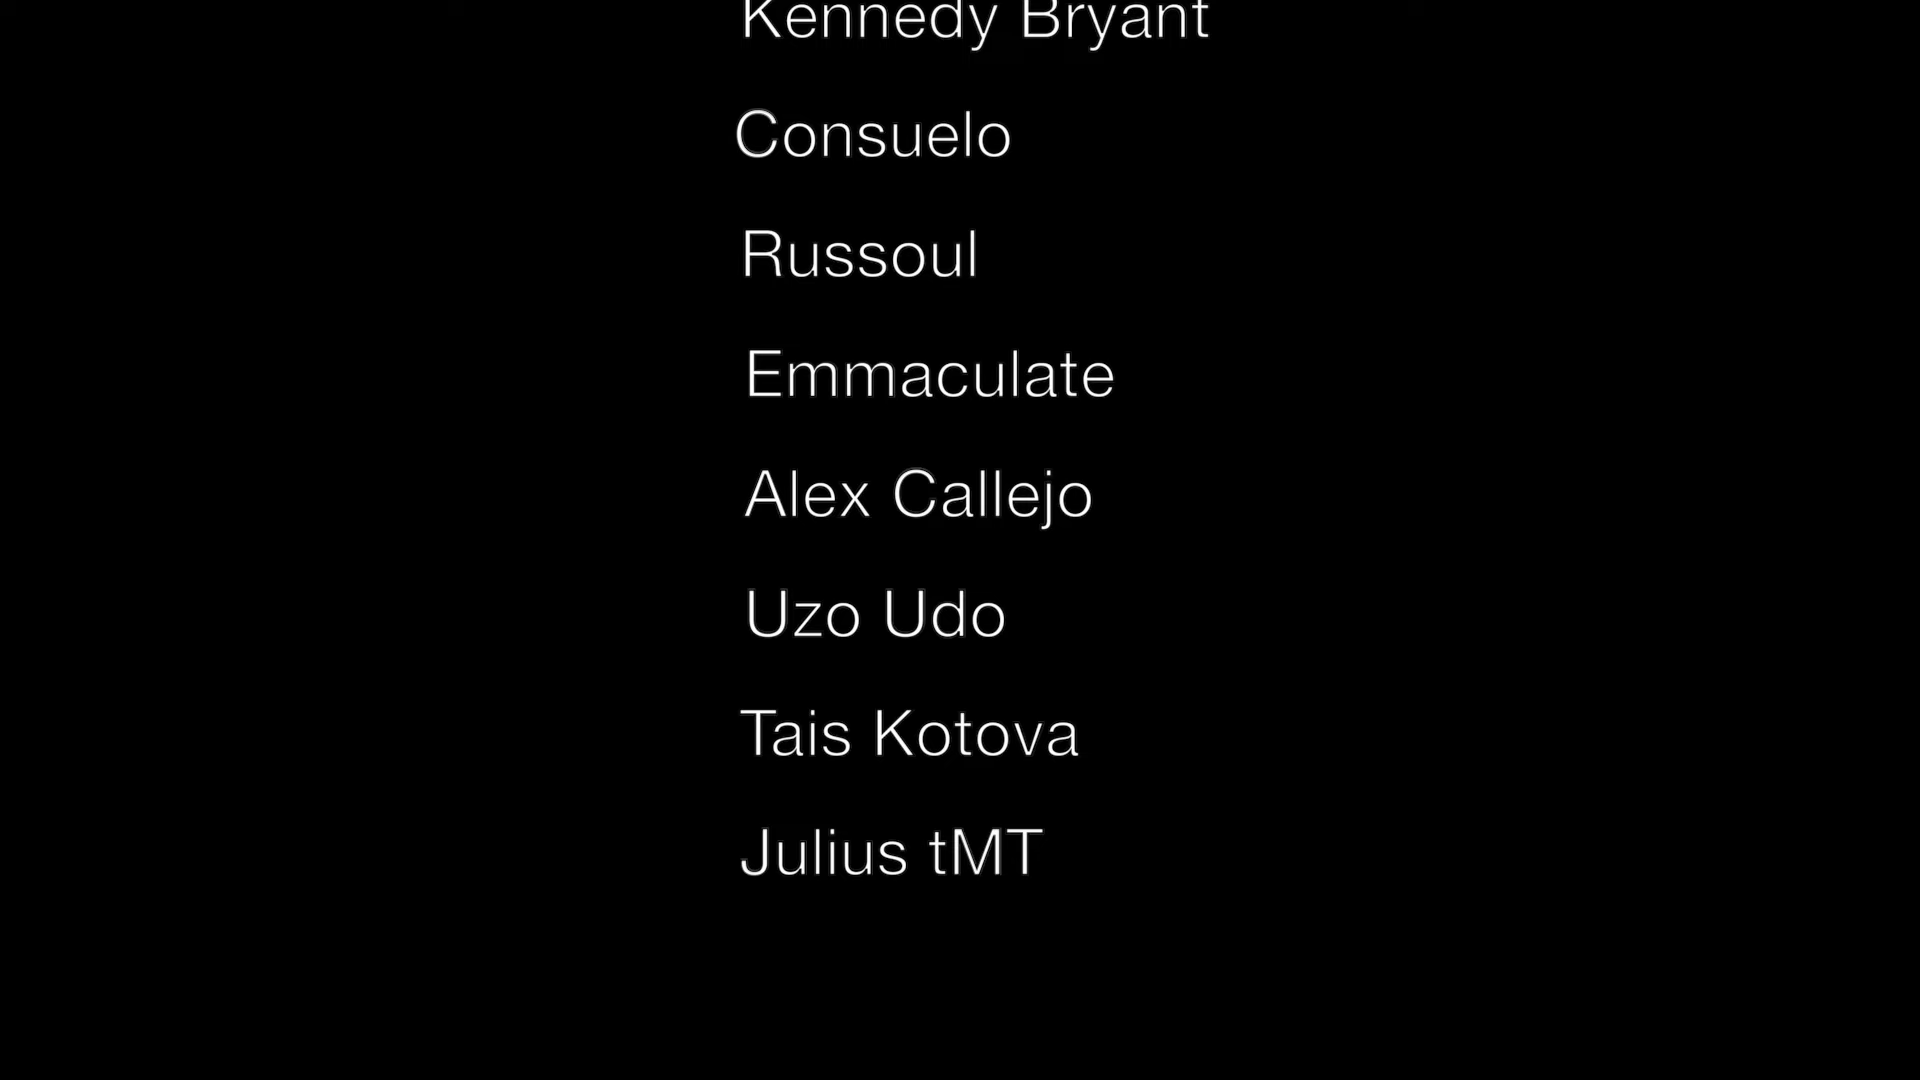 Kennedy Bryant
Consuelo
Russoul
Emmaculate
Alex Callejo
Uzo Udo
Tais Kotova
Julius tMT